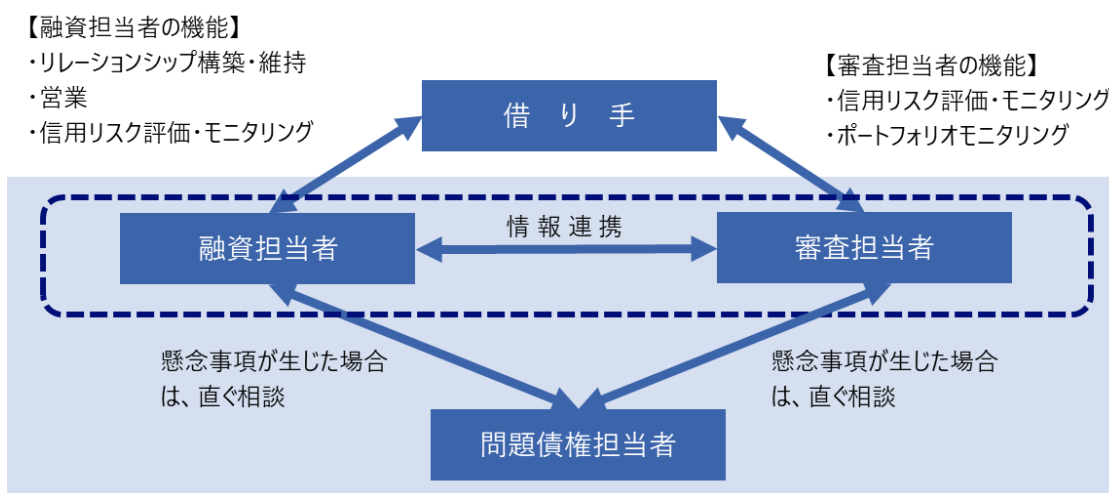 【融資担当者の機能】
・リレーションシップ構築・維持
・営業
・信用リスク評価・モニタリング
【審査担当者の機能】
・信用リスク評価・モニタリング
・ポートフォリオモニタリング
借り手
融資担当者
情報連携
審査担当者
懸念事項が生じた場合
は、直ぐ相談
懸念事項が生じた場合
は、直ぐ相談
問題債権担当者